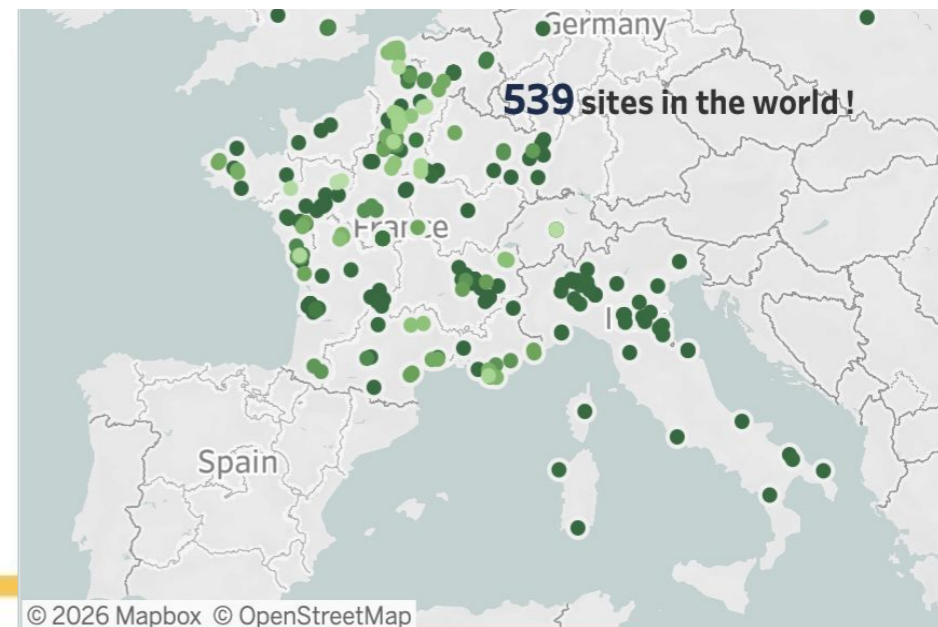 Germany
539 sites in the world !
France
I
Spain
© 2026 Mapbox © OpenStreetMap